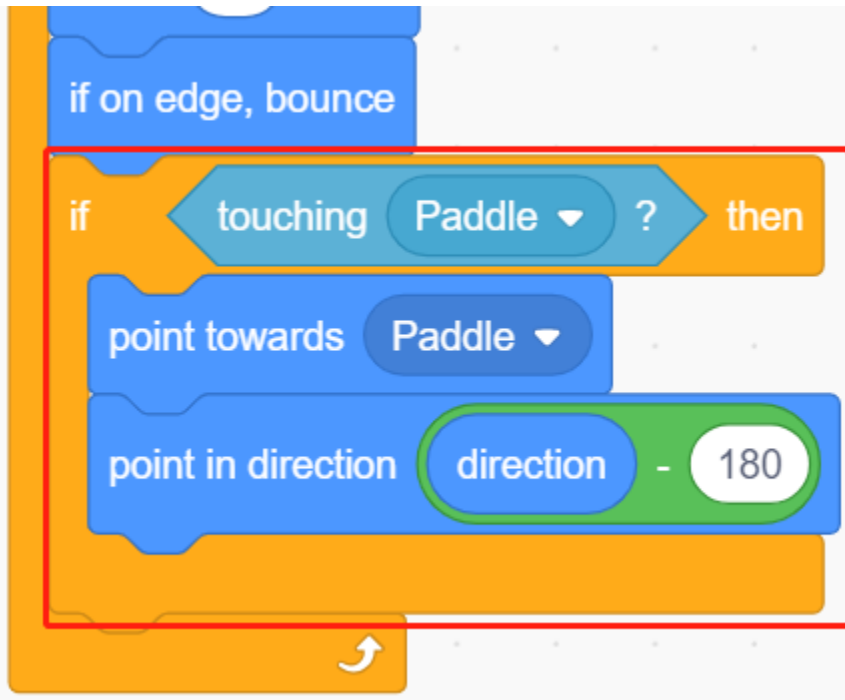 if on edge, bounce
if touching Paddle ? then
point towards Paddle
point in direction direction - 180